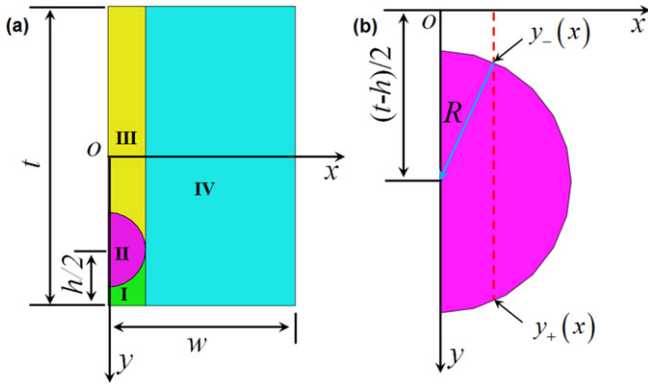 (a)
III
o
x
IV
t
II
h/2
I
w
y
(b)
o
x
y₋(x)
(t-h)/2
R
y₊(x)
y